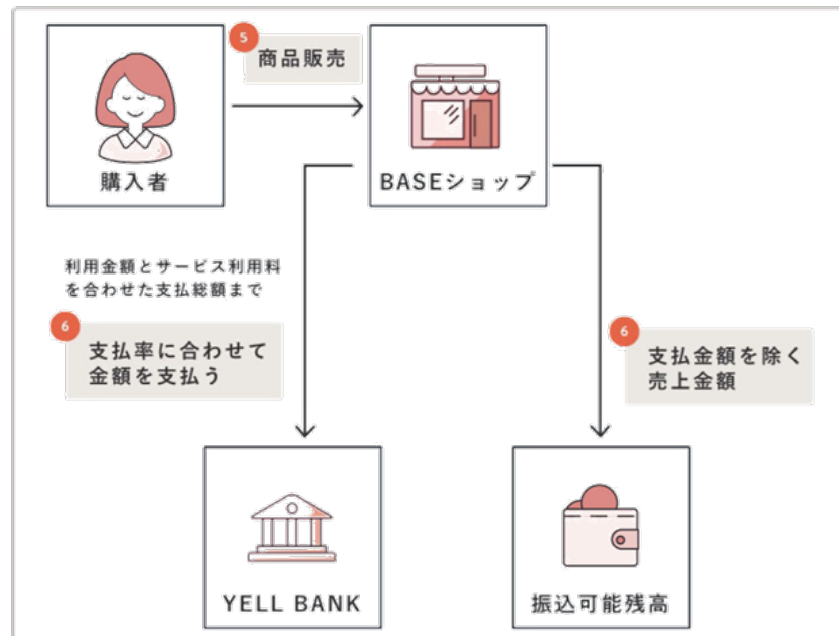 5
商品販売
購入者
BASEショップ
利用金額とサービス利用料
を合わせた支払総額まで
6
支払率に合わせて
金額を支払う
6
支払金額を除く
売上金額
YELL BANK
振込可能残高